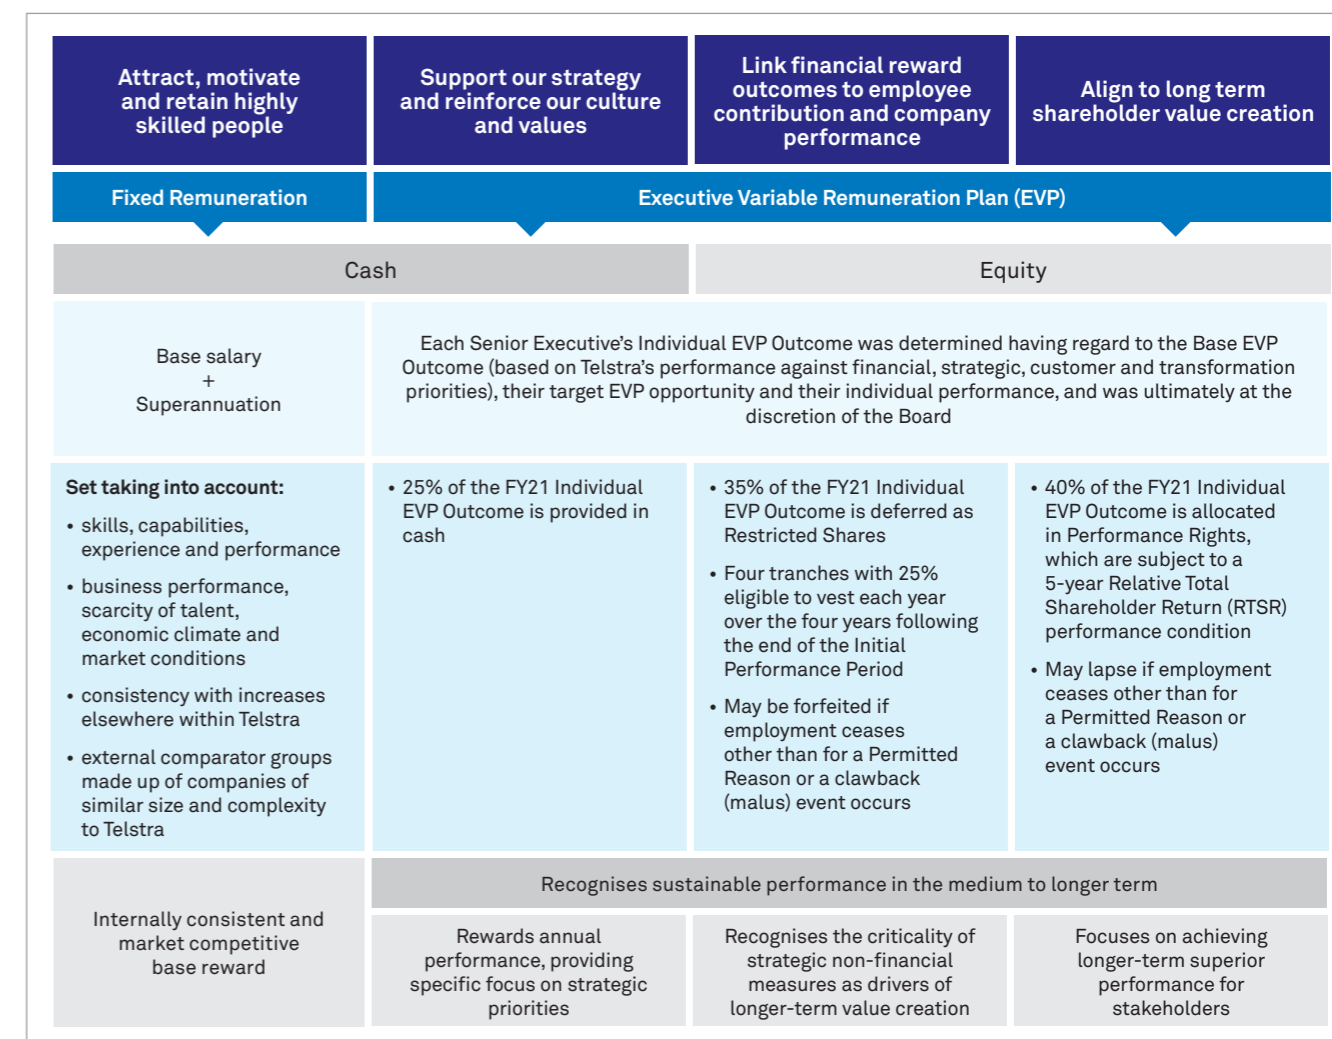 Attract, motivate
and retain highly
skilled people
Support our strategy
and reinforce our culture
and values
Link financial reward
outcomes to employee
contribution and company
performance
Align to long term
shareholder value creation
Fixed Remuneration
Executive Variable Remuneration Plan (EVP)
Cash
Equity
Base salary
+
Superannuation
Each Senior Executive's Individual EVP Outcome was determined having regard to the Base EVP
Outcome (based on Telstra's performance against financial, strategic, customer and transformation
priorities), their target EVP opportunity and their individual performance, and was ultimately at the
discretion of the Board
Set taking into account:
• skills, capabilities,
experience and performance
• business performance,
scarcity of talent,
economic climate and
market conditions
• consistency with increases
elsewhere within Telstra
• external comparator groups
made up of companies of
similar size and complexity
to Telstra
• 25% of the FY21 Individual
EVP Outcome is provided in
cash
• 35% of the FY21 Individual
EVP Outcome is deferred as
Restricted Shares
• Four tranches with 25%
eligible to vest each year
over the four years following
the end of the Initial
Performance Period
• May be forfeited if
employment ceases
other than for a Permitted
Reason or a clawback
(malus) event occurs
• 40% of the FY21 Individual
EVP Outcome is allocated
in Performance Rights,
which are subject to a
5-year Relative Total
Shareholder Return (RTSR)
performance condition
• May lapse if employment
ceases other than for
a Permitted Reason or
a clawback (malus)
event occurs
Internally consistent and
market competitive
base reward
Recognises sustainable performance in the medium to longer term
Rewards annual
performance, providing
specific focus on strategic
priorities
Recognises the criticality of
strategic non-financial
measures as drivers of
longer-term value creation
Focuses on achieving
longer-term superior
performance for
stakeholders